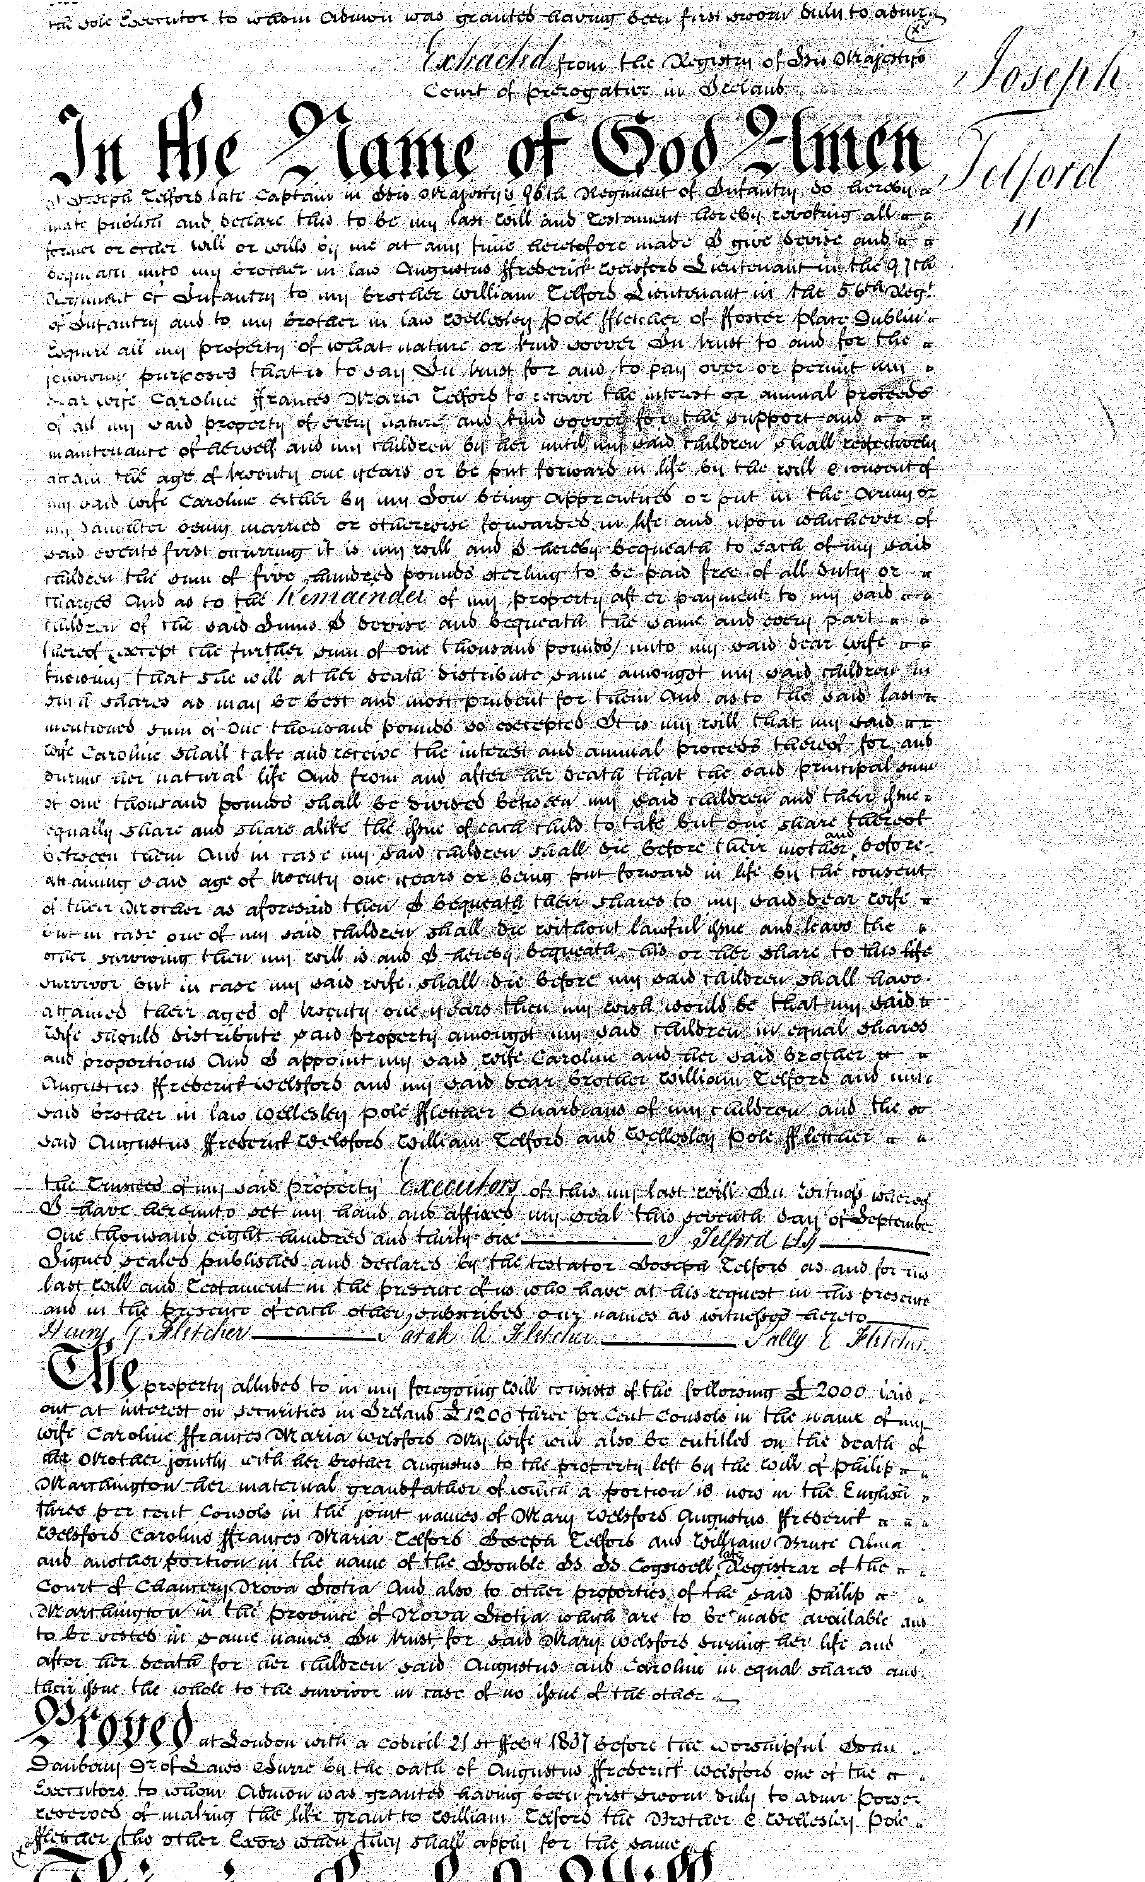 the sole Executor to whom Admon was granted having been first sworn duly to admr.
Extracted from the Registry of His Majesty's
Court of Prerogative in Ireland
Joseph
Telford
11
In the Name of God Amen
I Joseph Telford late Captain in His Majesty's 96th Regiment of Infantry do hereby
make publish and declare this to be my last Will and Testament hereby revoking all
former or other will or wills by me at any time heretofore made I give devise and
bequeath unto my brother in law Augustus ffrederick Welsford Lieutenant in the 97th
Regiment of Infantry to my brother William Telford Lieutenant in the 56th Regt.
of Infantry and to my brother in law Wellesley Pole ffletcher of ffoster place Dublin
Esquire all my property of what nature or kind soever In trust to and for the
following purposes that is to say In trust for and to pay over or permit my
dear wife Caroline ffrances Maria Telford to receive the interest or annual proceeds
of all my said property of every nature and kind soever for the support and
maintenance of herself and my children by her until my said children shall respectively
attain the age of twenty one years or be put forward in life by the will & consent of
my said wife Caroline either by my Son being apprenticed or put in the Army or
my Daughter being married or otherwise forwarded in life and upon whichever of
said events first occurring it is my will and I hereby bequeath to each of my said
children the sum of five hundred pounds sterling to be paid free of all duty or
charges And as to the Remainder of my property after payment to my said
children of the said Sums I devise and bequeath the same and every part
thereof (except the further sum of one thousand pounds) unto my said dear wife
knowing that she will at her death distribute same amongst my said children in
such shares as may be best and most prudent for them And as to the said last
mentioned sum of One thousand pounds so excepted It is my will that my said
wife Caroline shall take and receive the interest and annual proceeds thereof for and
during her natural life And from and after her death that the said principal sum
of one thousand pounds shall be divided between my said children and their issue
equally share and share alike the issue of each child to take but one share thereof
between them And in case my said children shall die before their mother and before
attaining said age of twenty one years or being put forward in life by the consent
of their Mother as aforesaid then I bequeath their shares to my said dear wife
but in case one of my said children shall die without lawful issue and leave the
other surviving then my will is and I hereby bequeath his or her share to this life
survivor but in case my said wife shall die before my said children shall have
attained their ages of twenty one years then my wish would be that my said
wife should distribute said property amongst my said children in equal shares
and proportions And I appoint my said wife Caroline and her said brother
Augustus ffrederick Welsford and my said dear brother William Telford and my
said brother in law Wellesley Pole ffletcher Guardians of my children and the
said Augustus ffrederick Welsford William Telford and Wellesley Pole ffletcher
the Trustees of my said Property Executors of this my last will In witness whereof
I have hereunto set my hand and affixed my seal this seventh day of September
One thousand eight hundred and thirty one J Telford LS
Signed sealed published and declared by the testator Joseph Telford as and for his
last will and Testament in the presence of us who have at his request in his presence
and in the presence of each other subscribed our names as witnesses hereto
Henry G Fletcher Sarah A Fletcher Sally E Fletcher
The property alluded to in my foregoing Will consists of the following £2000 laid
out at interest on securities in Ireland £1200 three pr Cent Consols in the name of my
wife Caroline ffrances Maria Welsford My wife will also be entitled on the death of
her Mother jointly with her brother Augustus to the property left by the Will of Philip
Marchington her maternal grandfather of which a portion is now in the English
three per cent Consols in the joint names of Mary Welsford Augustus ffrederick
Welsford Caroline ffrances Maria Telford Joseph Telford and William Bruce Alma
and another portion in the name of the Honble H H Cogswell late Registrar of the
Court of Chancery Nova Scotia And also to other properties of the said Philip
Marchington in the Province of Nova Scotia which are to be made available and
to be vested in same names In trust for said Mary Welsford during her life and
after her death for her children said Augustus and Caroline in equal shares and
their issue the whole to the survivor in case of no issue of the other
Proved at London with a codicil 21st Feby 1837 before the Worshipful John
Daubeny Dr of Laws Surre by the oath of Augustus ffrederick Welsford one of the
Executors to whom Admon was granted having been first sworn duly to admr Power
reserved of making the like grant to William Telford the Brother & Wellesley Pole
ffletcher the other Exors when they shall apply for the same